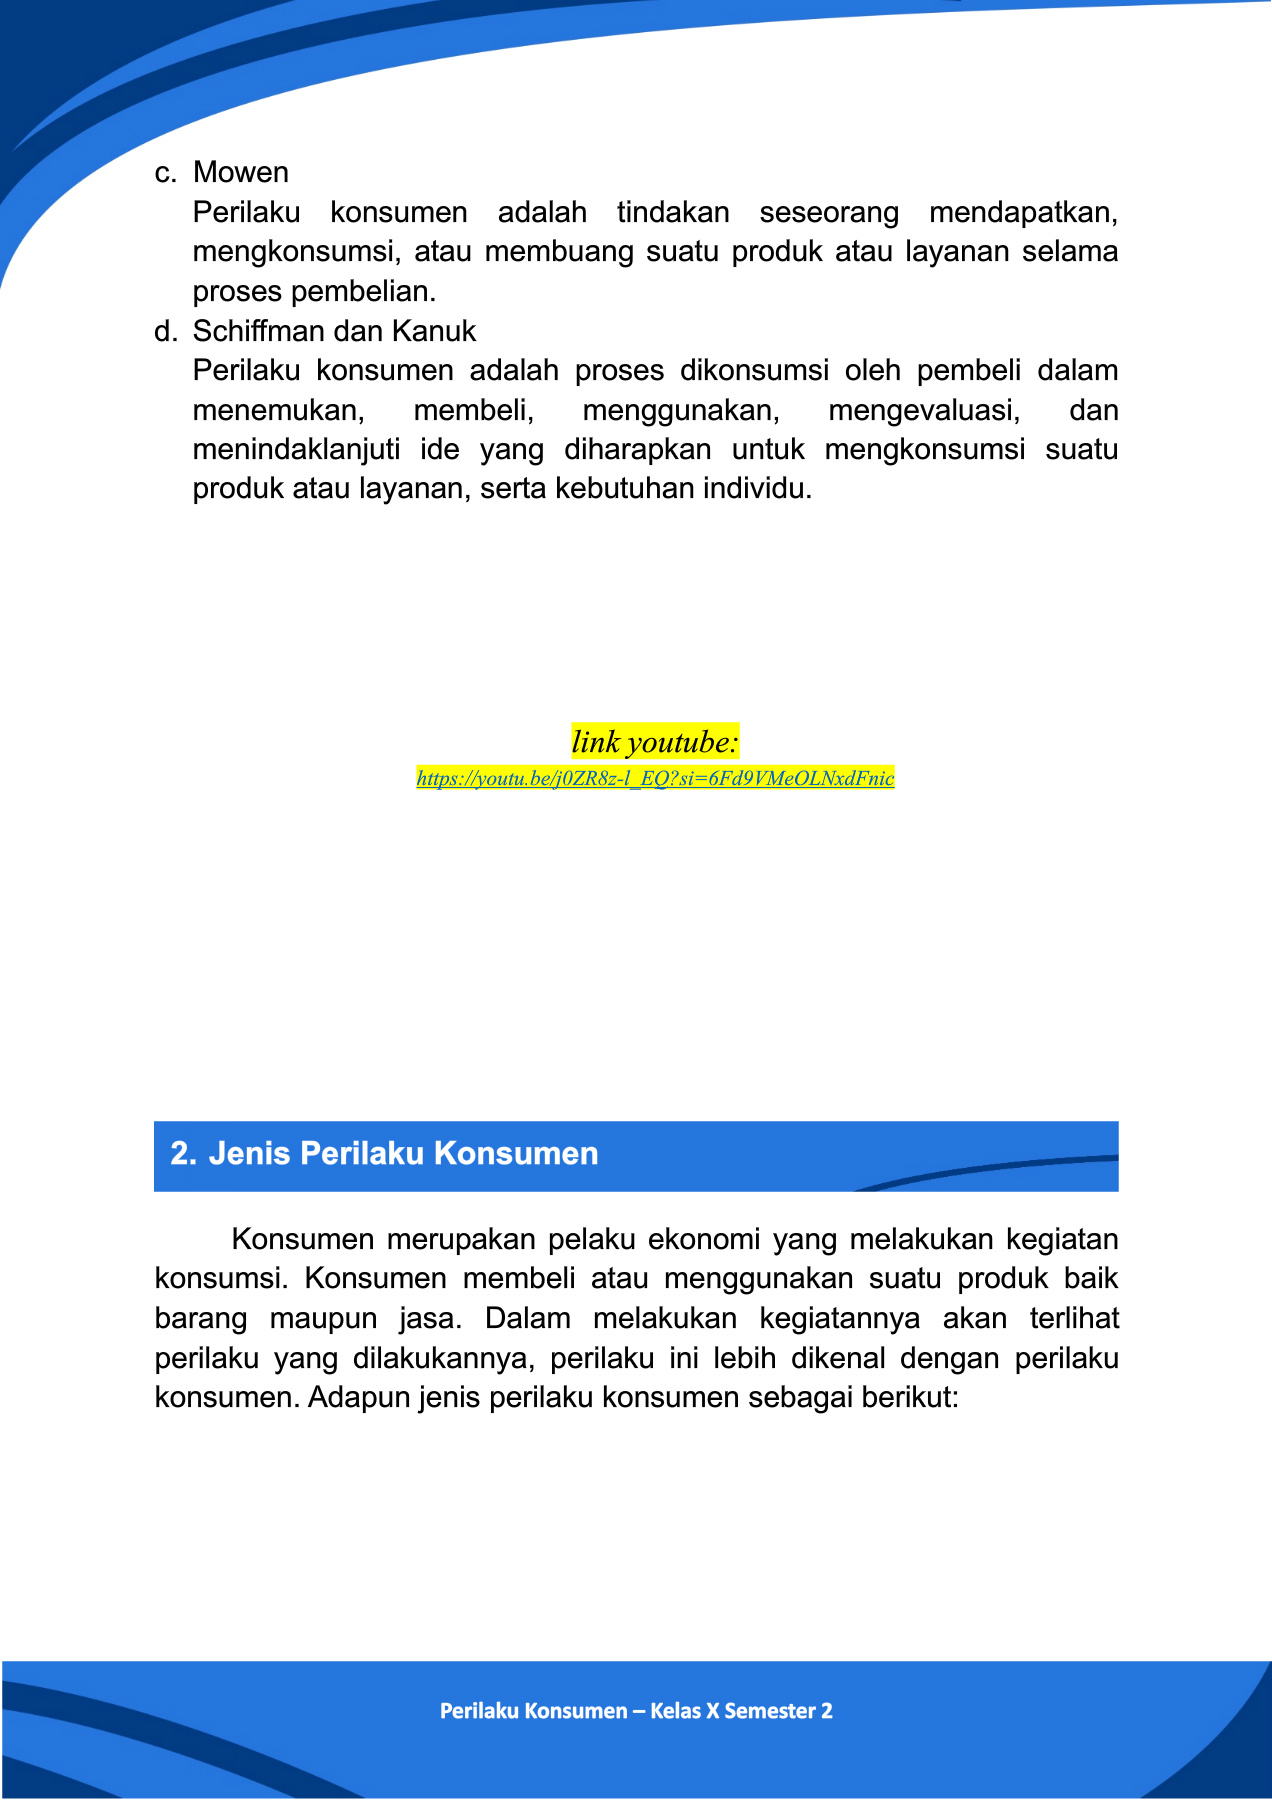 c. Mowen
Perilaku konsumen adalah tindakan seseorang mendapatkan,
mengkonsumsi, atau membuang suatu produk atau layanan selama
proses pembelian.
d. Schiffman dan Kanuk
Perilaku konsumen adalah proses dikonsumsi oleh pembeli dalam
menemukan, membeli, menggunakan, mengevaluasi, dan
menindaklanjuti ide yang diharapkan untuk mengkonsumsi suatu
produk atau layanan, serta kebutuhan individu.
link youtube:
https://youtu.be/j0ZR8z-l_EQ?si=6Fd9VMeOLNxdFnic
2. Jenis Perilaku Konsumen
Konsumen merupakan pelaku ekonomi yang melakukan kegiatan
konsumsi. Konsumen membeli atau menggunakan suatu produk baik
barang maupun jasa. Dalam melakukan kegiatannya akan terlihat
perilaku yang dilakukannya, perilaku ini lebih dikenal dengan perilaku
konsumen. Adapun jenis perilaku konsumen sebagai berikut:
Perilaku Konsumen – Kelas X Semester 2